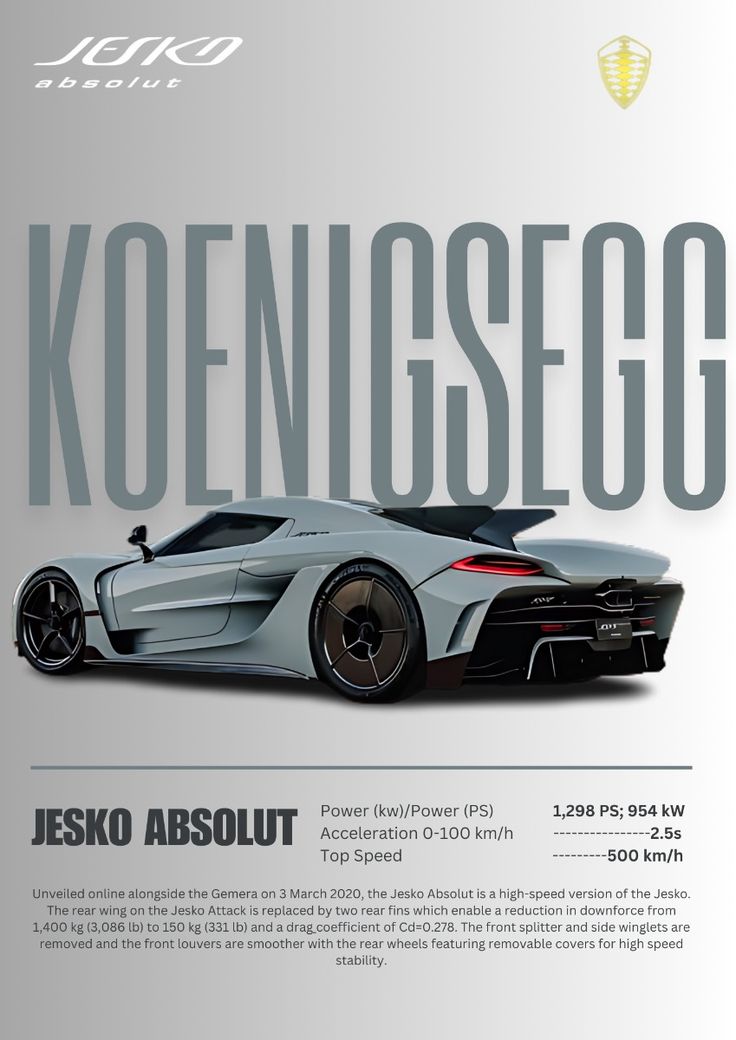 JESKO
absolut
KOENIGSEGG
JESKO ABSOLUT
Power (kw)/Power (PS) 1,298 PS; 954 kW
Acceleration 0-100 km/h ----------------2.5s
Top Speed ---------500 km/h
Unveiled online alongside the Gemera on 3 March 2020, the Jesko Absolut is a high-speed version of the Jesko.
The rear wing on the Jesko Attack is replaced by two rear fins which enable a reduction in downforce from
1,400 kg (3,086 lb) to 150 kg (331 lb) and a drag_coefficient of Cd=0.278. The front splitter and side winglets are
removed and the front louvers are smoother with the rear wheels featuring removable covers for high speed
stability.